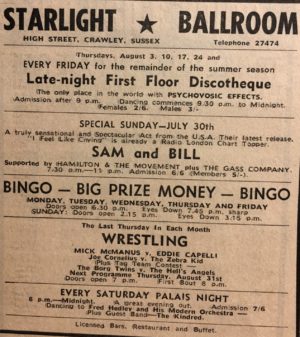 STARLIGHT ★ BALLROOM
HIGH STREET, CRAWLEY, SUSSEX Telephone 27474
Thursdays, August 3, 10, 17, 24 and
EVERY FRIDAY for the remainder of the summer season
Late-night First Floor Discotheque
The only place in the world with PSYCHOVOSIC EFFECTS.
Admission after 9 p.m. Dancing commences 9.30 p.m. to Midnight.
Females 2/6. Males 3/-.
SPECIAL SUNDAY—JULY 30th
A truly sensational and Spectacular Act from the U.S.A. Their latest release.
"I Feel Like Crying" is already a Radio London Chart Topper.
SAM and BILL
Supported by HAMILTON & THE MOVEMENT plus THE GASS COMPANY.
7.30 p.m.—11 p.m. Admission 6/6 (Members 5/-).
BINGO — BIG PRIZE MONEY — BINGO
MONDAY, TUESDAY, WEDNESDAY, THURSDAY and FRIDAY
Doors open 6.30 p.m. Eyes Down 7.45 p.m. sharp
SUNDAY: Doors open 2.15 p.m. Eyes Down 3.15 p.m.
The Last Thursday In Each Month
WRESTLING
MICK McMANUS v. EDDIE CAPELLI
Joe Cornelius v. The Zebra Kid
Plus Tag Team Contest
The Borg Twins v. The Hell's Angels
Next Programme Thursday, August 31st
Doors open 7 p.m. First Bout 8 p.m.
EVERY SATURDAY PALAIS NIGHT
8 p.m.—Midnight. A great evening out. Admission 7/6
Dancing to Fred Hedley and His Modern Orchestra —
Plus Guest Band—The Kindred.
Licensed Bars, Restaurant and Buffet.